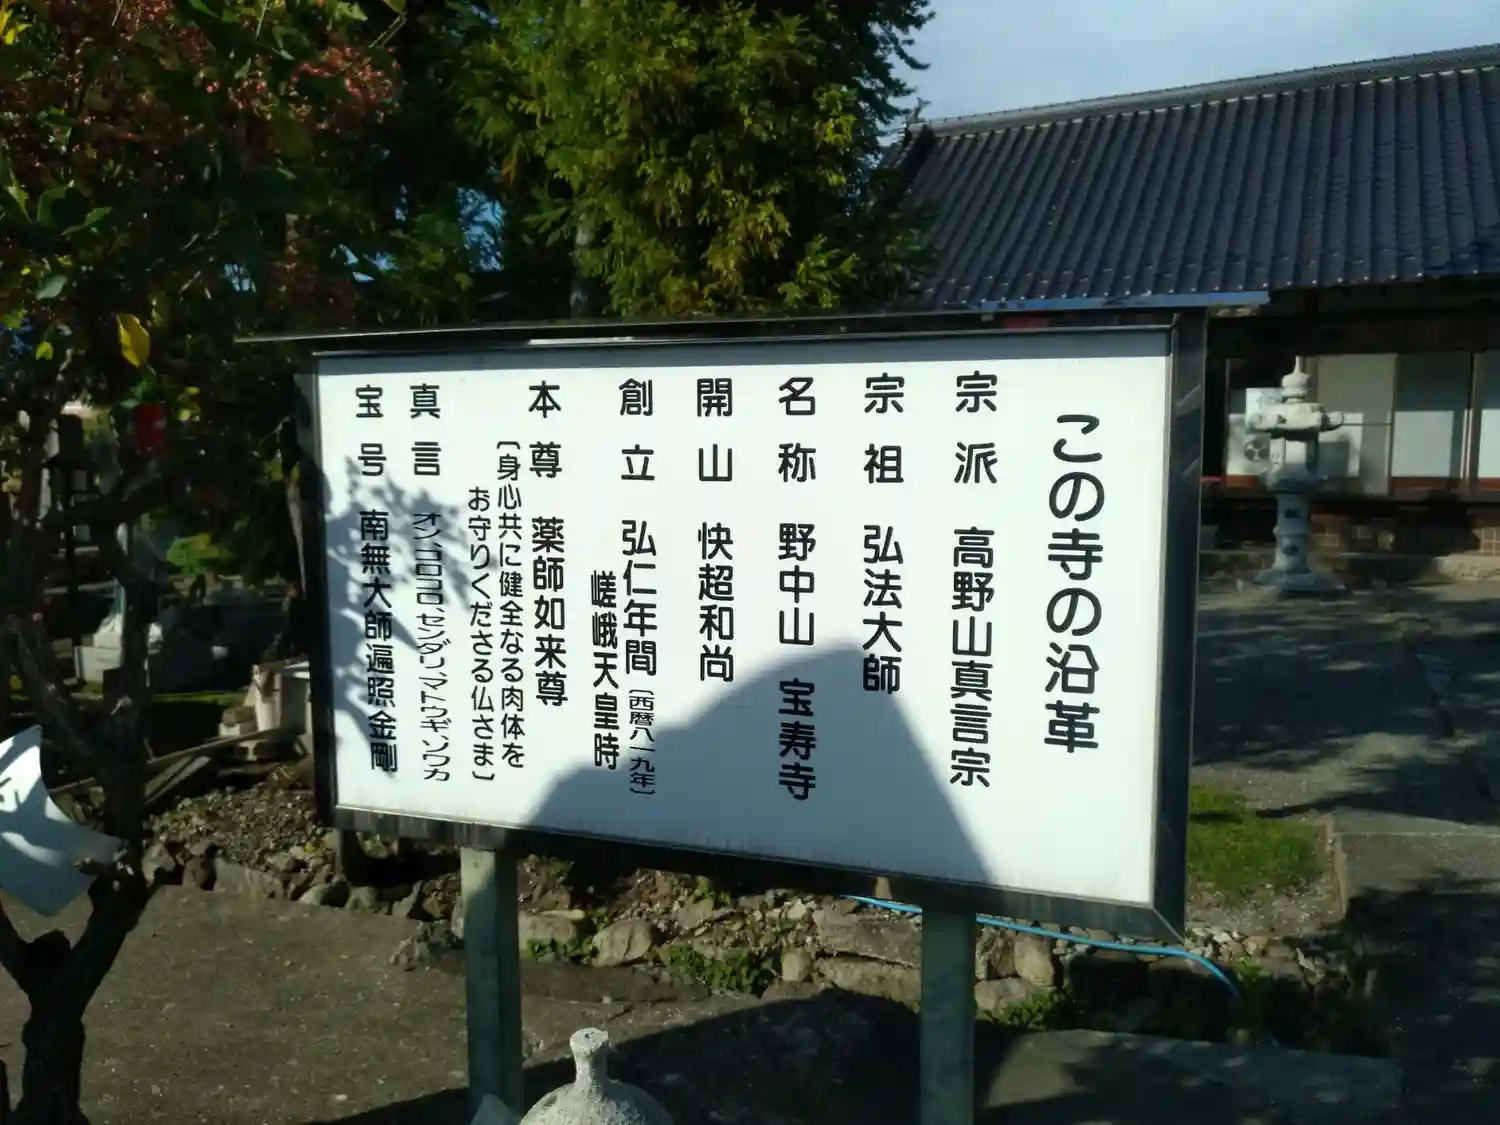 この寺の沿革
宗派 高野山真言宗
宗祖 弘法大師
名称 野中山 宝寿寺
開山 快超和尚
創立 弘仁年間〔西暦八一九年〕
嵯峨天皇時
本尊 薬師如来尊
〔身心共に健全なる肉体を
お守りくださる仏さま〕
真言 オン、コロコロ、センダリ、マトウギ、ソワカ
宝号 南無大師遍照金剛